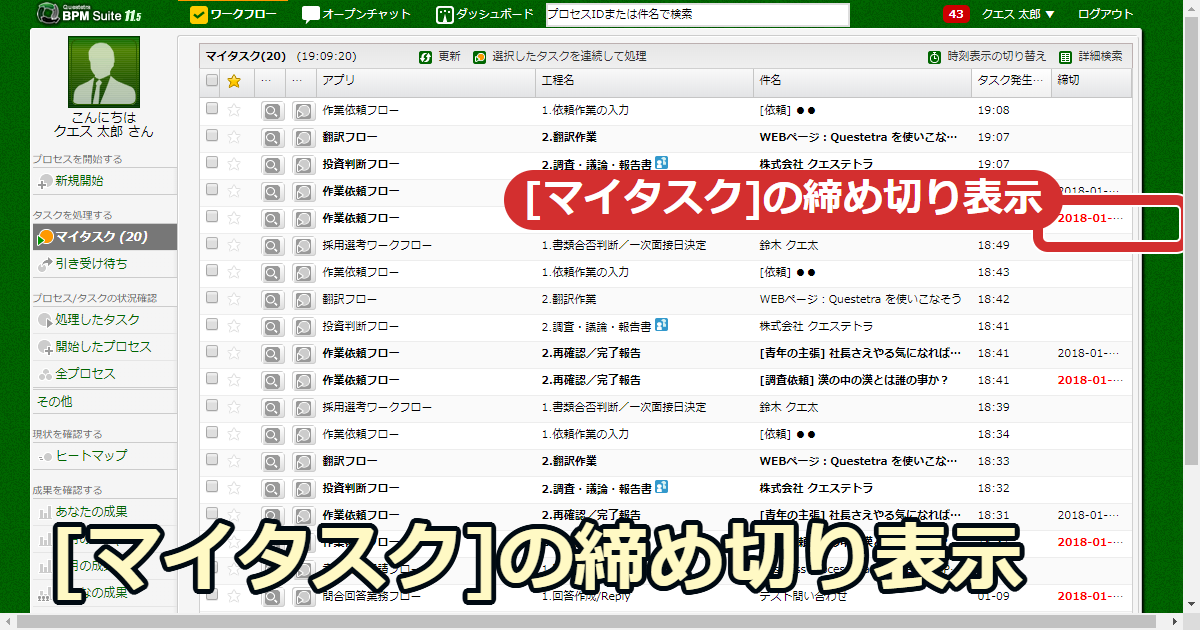 Questetra
BPM Suite 11.5
ワークフロー
オープンチャット
ダッシュボード
プロセスIDまたは件名で検索
43
クエス 太郎 ▼
ログアウト
こんにちは
クエス 太郎 さん
プロセスを開始する
新規開始
タスクを処理する
マイタスク (20)
引き受け待ち
プロセス/タスクの状況確認
処理したタスク
開始したプロセス
全プロセス
その他
現状を確認する
ヒートマップ
成果を確認する
あなたの成果
マイタスク(20) (19:09:20)
更新
選択したタスクを連続して処理
時刻表示の切り替え
詳細検索
… … アプリ 工程名 件名 タスク発生… 締切
作業依頼フロー 1.依頼作業の入力 [依頼] ●● 19:08
翻訳フロー 2.翻訳作業 WEBページ : Questetra を使いこな… 19:07
投資判断フロー 2.調査・議論・報告書 株式会社 クエステトラ 19:07
作業依頼フロー 2018-01-…
作業依頼フロー 2018-01-…
[マイタスク]の締め切り表示
採用選考ワークフロー 1.書類合否判断／一次面接日決定 鈴木 クエ太 18:49
作業依頼フロー 1.依頼作業の入力 [依頼] ●● 18:43
翻訳フロー 2.翻訳作業 WEBページ : Questetra を使いこなそう 18:42
投資判断フロー 2.調査・議論・報告書 株式会社 クエステトラ 18:41
作業依頼フロー 2.再確認／完了報告 [青年の主張] 社長さえやる気になれば… 18:41 2018-01-…
作業依頼フロー 2.再確認／完了報告 [調査依頼] 漢の中の漢とは誰の事か？ 18:41 2018-01-…
採用選考ワークフロー 1.書類合否判断／一次面接日決定 鈴木 クエ太 18:39
作業依頼フロー 1.依頼作業の入力 [依頼] ●● 18:34
翻訳フロー 2.翻訳作業 WEBページ : Questetra を使いこな… 18:33
投資判断フロー 2.調査・議論・報告書 株式会社 クエステトラ 18:32
作業依頼フロー 2.再確認／完了報告 [青年の主張] 社長さえやる気になれば… 18:31 2018-01-…
2018-01-…
問合回答業務フロー 1.回答作成/Reply テスト問い合わせ 01-09 2018-01-…
[マイタスク]の締め切り表示